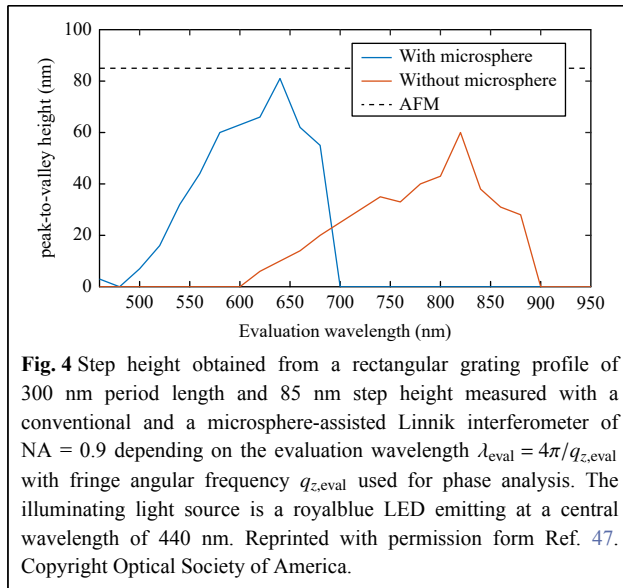 100
80
60
40
20
0
peak-to-valley height (nm)
With microsphere
Without microsphere
AFM
500 550 600 650 700 750 800 850 900 950
Evaluation wavelength (nm)
Fig. 4 Step height obtained from a rectangular grating profile of
300 nm period length and 85 nm step height measured with a
conventional and a microsphere-assisted Linnik interferometer of
NA = 0.9 depending on the evaluation wavelength λeval = 4π/qz,eval
with fringe angular frequency qz,eval used for phase analysis. The
illuminating light source is a royalblue LED emitting at a central
wavelength of 440 nm. Reprinted with permission form Ref. 47.
Copyright Optical Society of America.